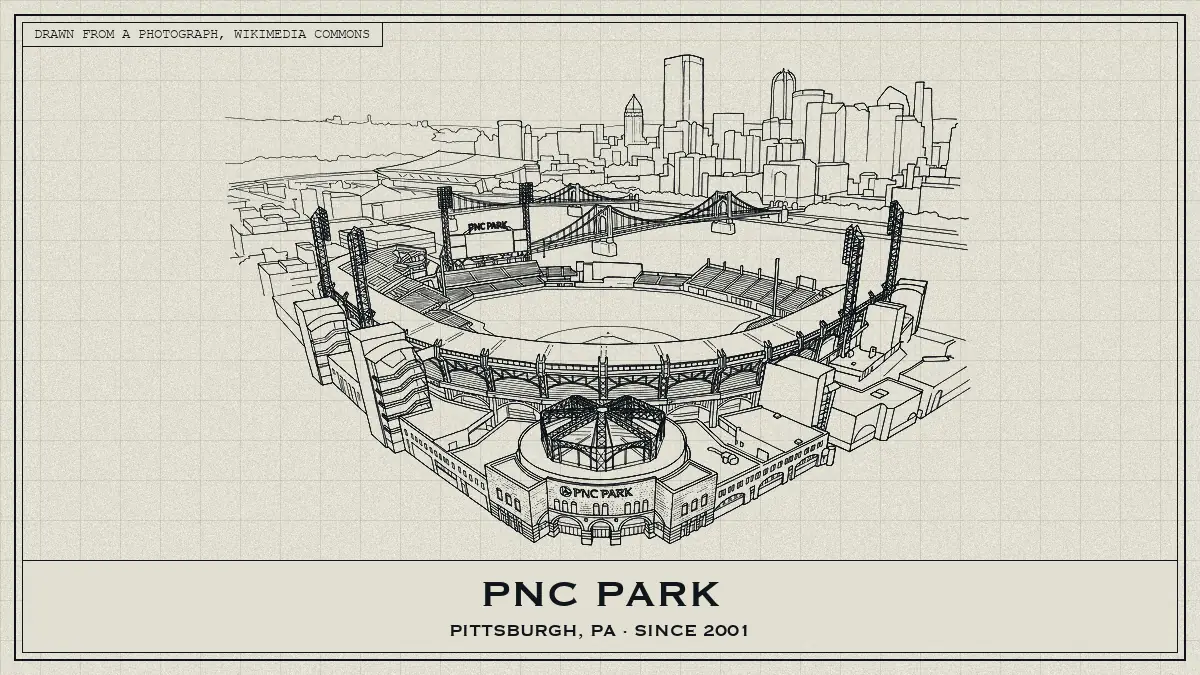 DRAWN FROM A PHOTOGRAPH, WIKIMEDIA COMMONS
PNC PARK
PNC PARK
PNC PARK
PITTSBURGH, PA · SINCE 2001